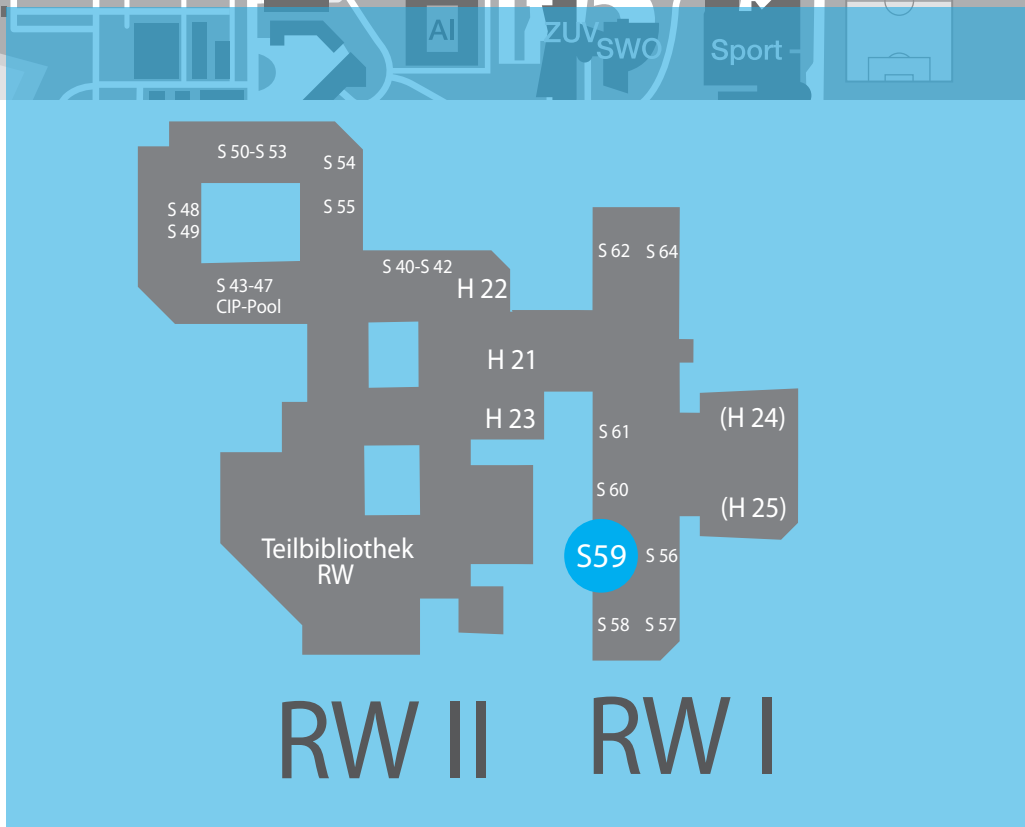 AI
ZUV
SWO
Sport
S 50-S 53
S 54
S 48
S 49
S 55
S 40-S 42
H 22
S 43-47
CIP-Pool
S 62
S 64
H 21
H 23
(H 24)
S 61
S 60
(H 25)
Teilbibliothek
RW
S59
S 56
S 58
S 57
RW II
RW I